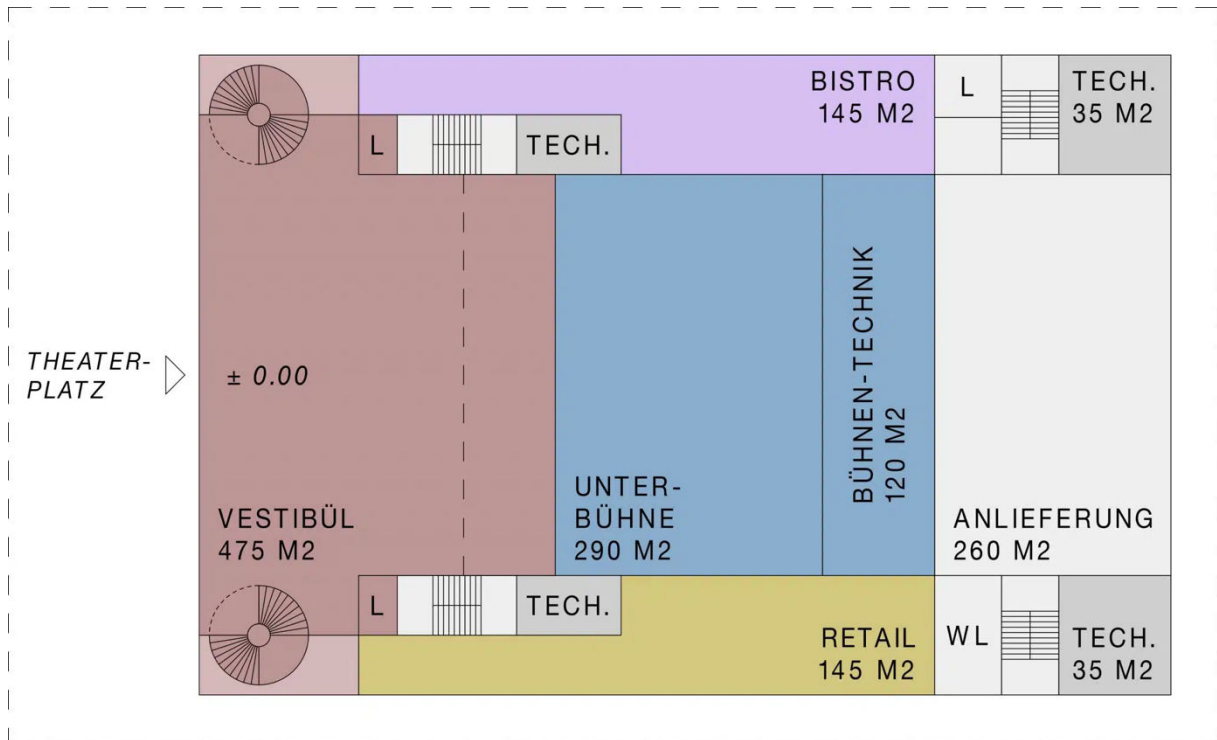 BISTRO
145 M2
L
TECH.
35 M2
L
TECH.
THEATER-
PLATZ
± 0.00
VESTIBÜL
475 M2
UNTER-
BÜHNE
290 M2
BÜHNEN-TECHNIK
120 M2
ANLIEFERUNG
260 M2
L
TECH.
RETAIL
145 M2
WL
TECH.
35 M2